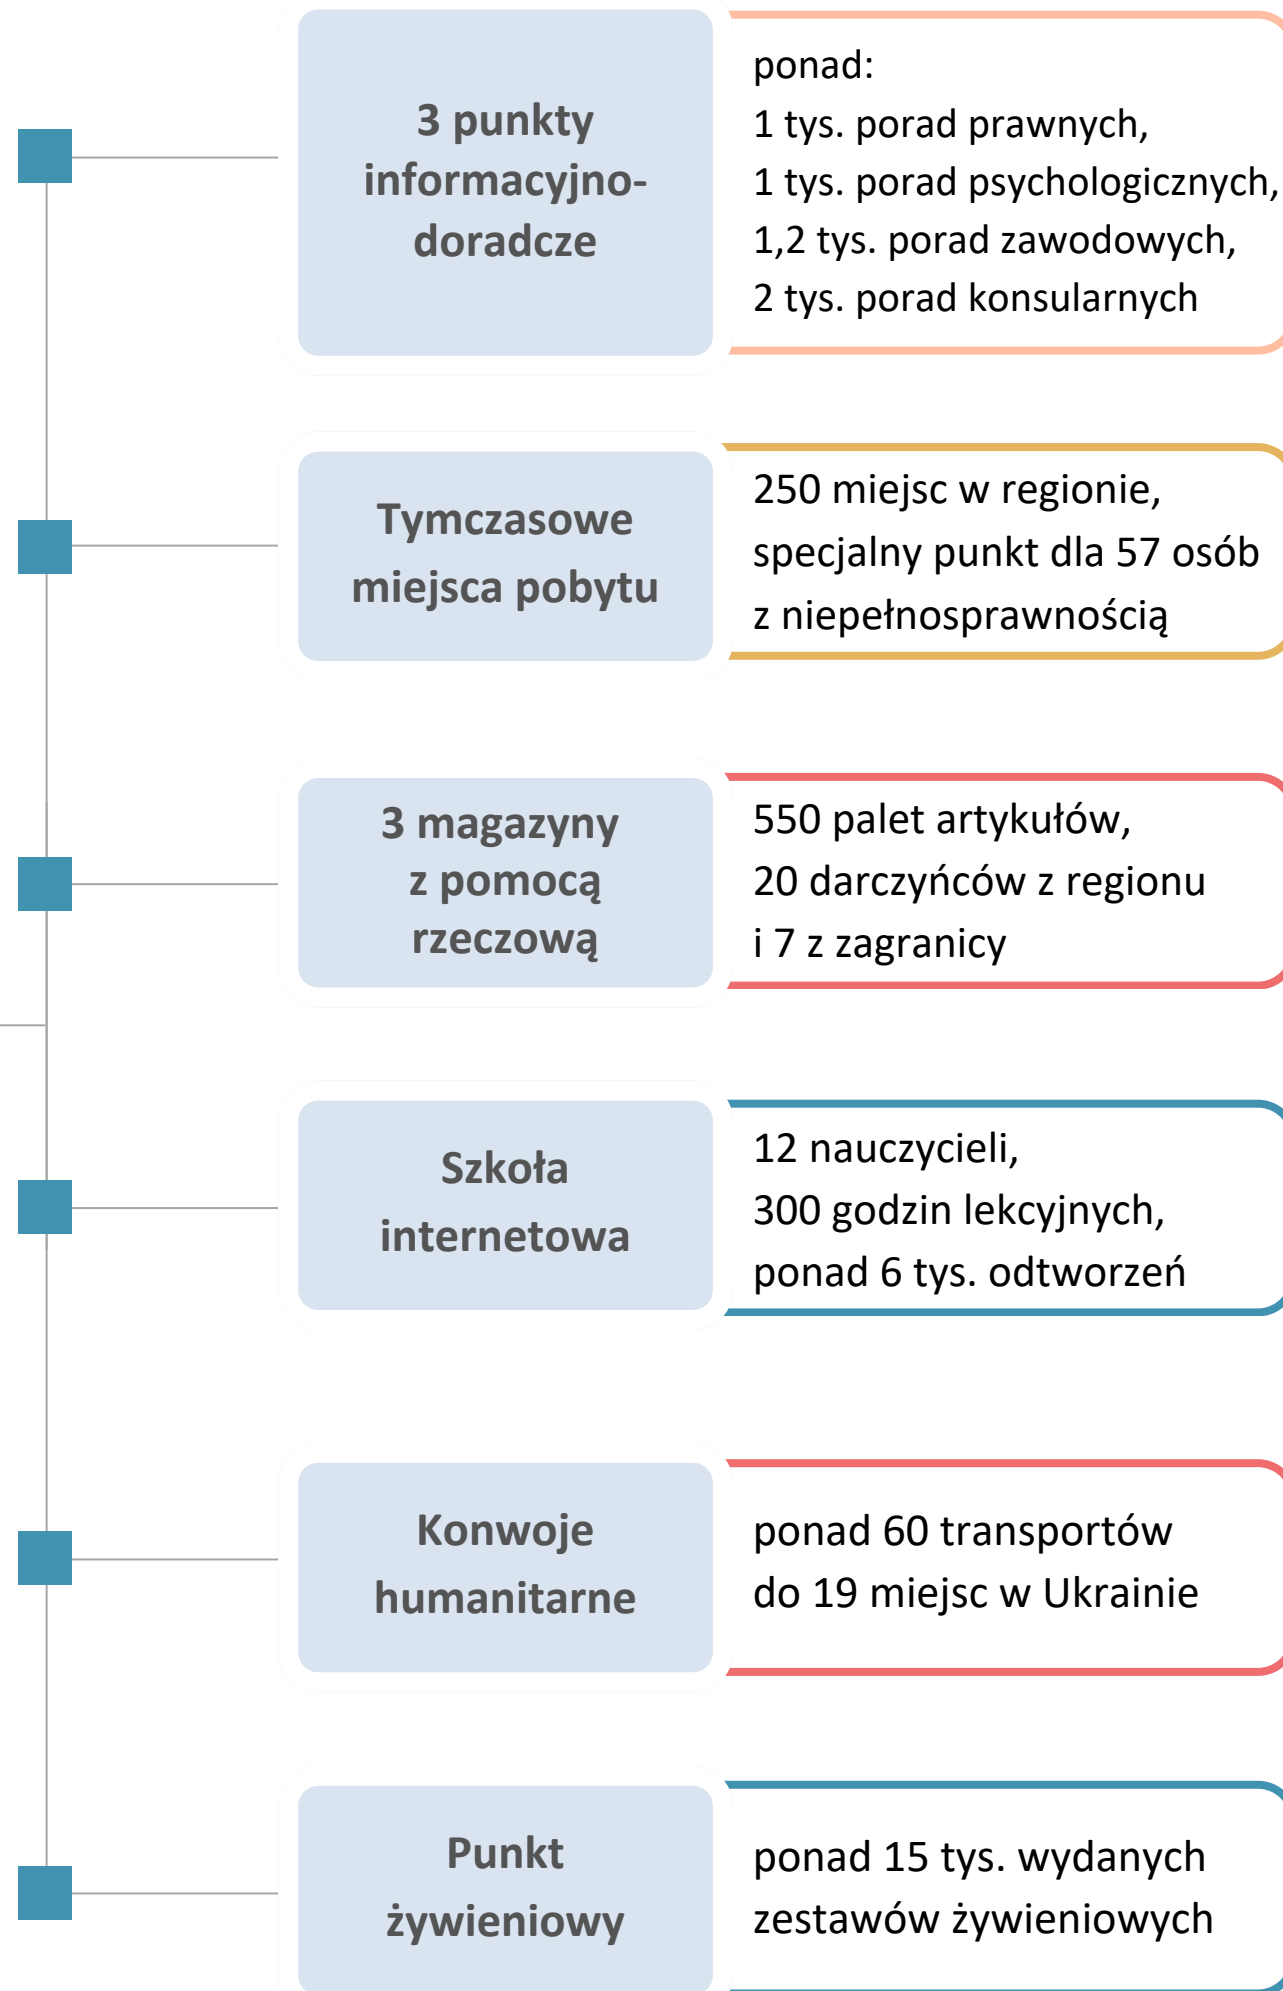 3 punkty
informacyjno-
doradcze
ponad:
1 tys. porad prawnych,
1 tys. porad psychologicznych,
1,2 tys. porad zawodowych,
2 tys. porad konsularnych
Tymczasowe
miejsca pobytu
250 miejsc w regionie,
specjalny punkt dla 57 osób
z niepełnosprawnością
3 magazyny
z pomocą
rzeczową
550 palet artykułów,
20 darczyńców z regionu
i 7 z zagranicy
Szkoła
internetowa
12 nauczycieli,
300 godzin lekcyjnych,
ponad 6 tys. odtworzeń
Konwoje
humanitarne
ponad 60 transportów
do 19 miejsc w Ukrainie
Punkt
żywieniowy
ponad 15 tys. wydanych
zestawów żywieniowych